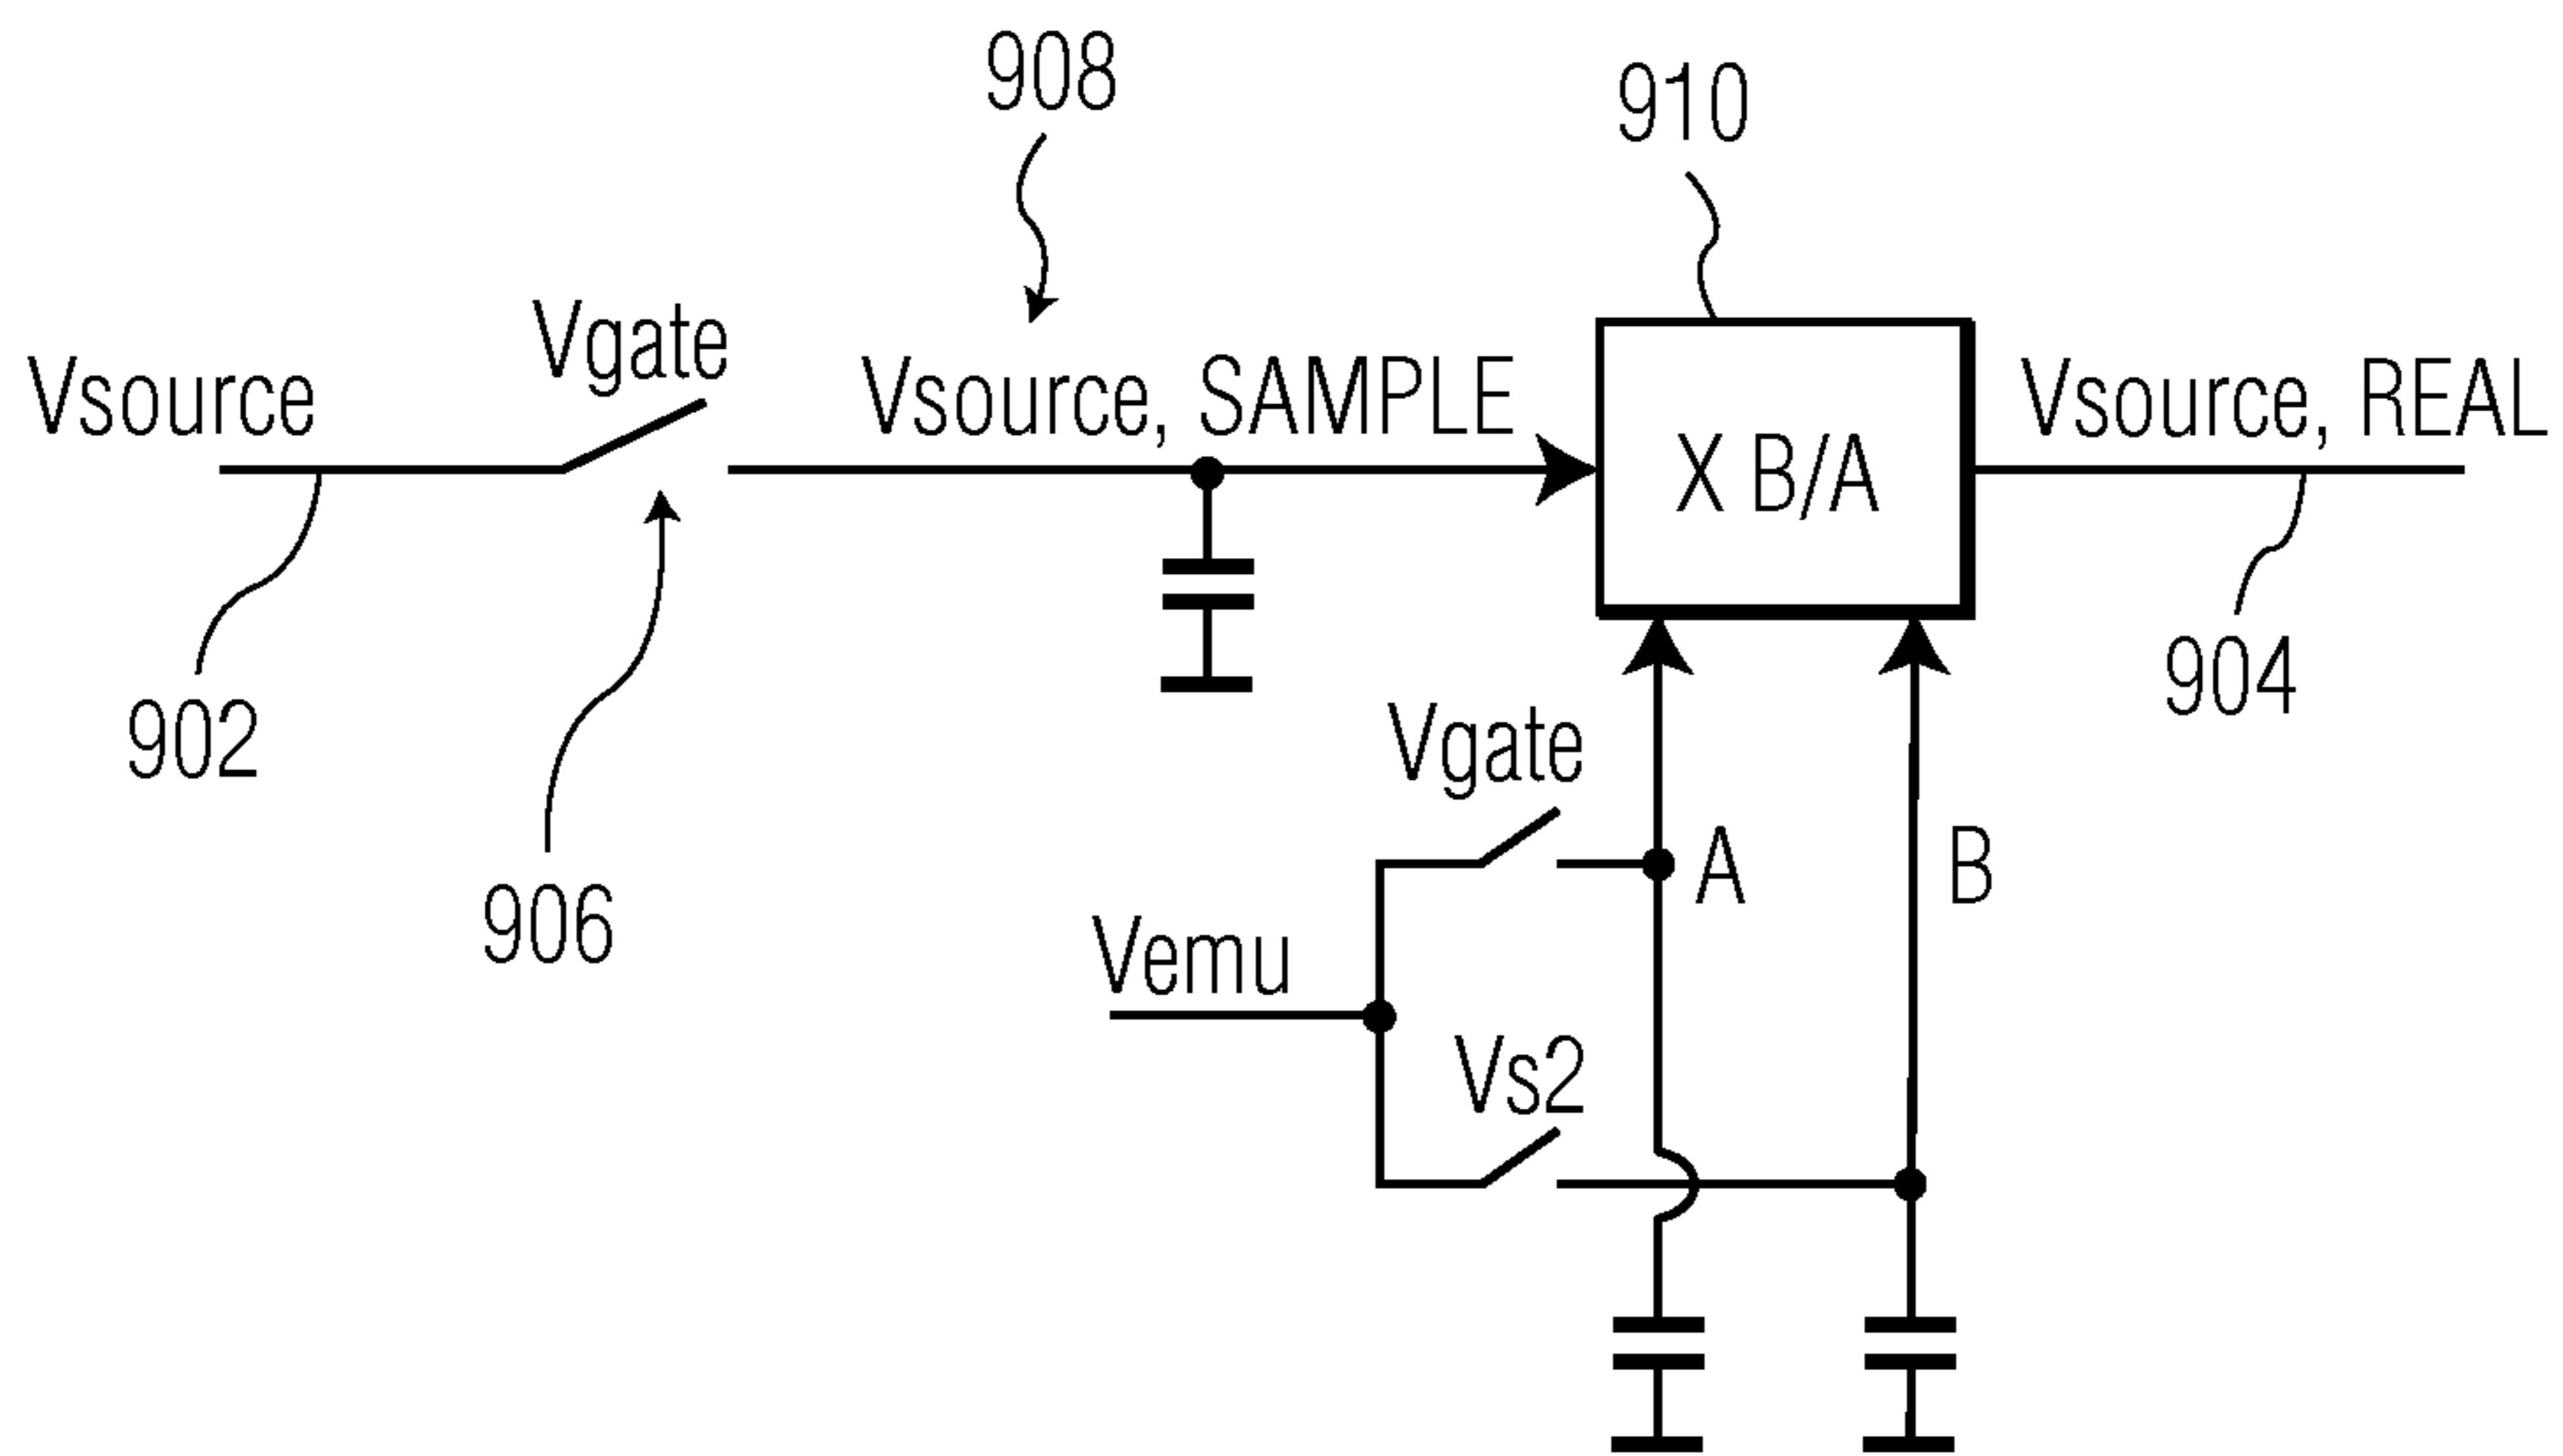 908
910
Vsource
Vgate
Vsource, SAMPLE
X B/A
Vsource, REAL
902
906
904
Vgate
A
B
Vemu
Vs2